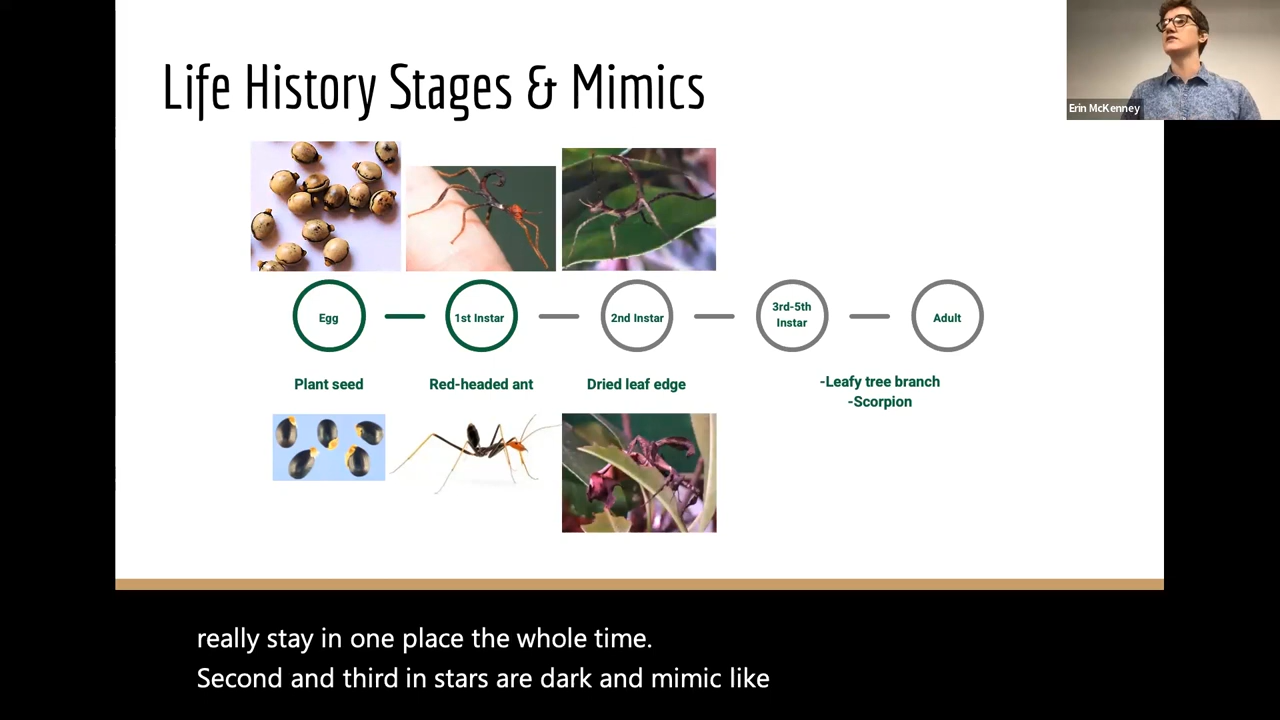 Life History Stages & Mimics
Erin McKenney
Egg
1st Instar
2nd Instar
3rd-5th
Instar
Adult
Plant seed
Red-headed ant
Dried leaf edge
-Leafy tree branch
-Scorpion
really stay in one place the whole time.
Second and third in stars are dark and mimic like